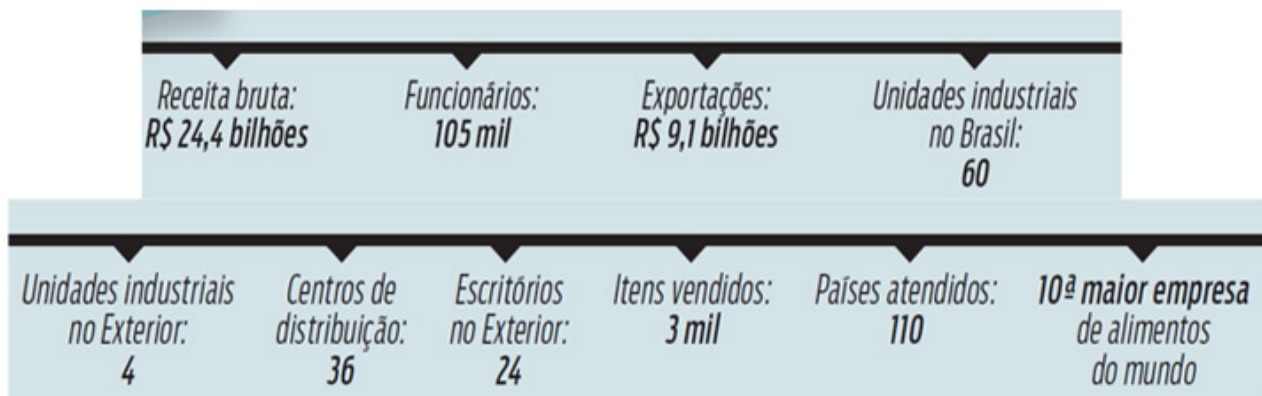 Receita bruta:
R$ 24,4 bilhões
Funcionários:
105 mil
Exportações:
R$ 9,1 bilhões
Unidades industriais
no Brasil:
60
Unidades industriais
no Exterior:
4
Centros de
distribuição:
36
Escritórios
no Exterior:
24
Itens vendidos:
3 mil
Países atendidos:
110
10ª maior empresa
de alimentos
do mundo